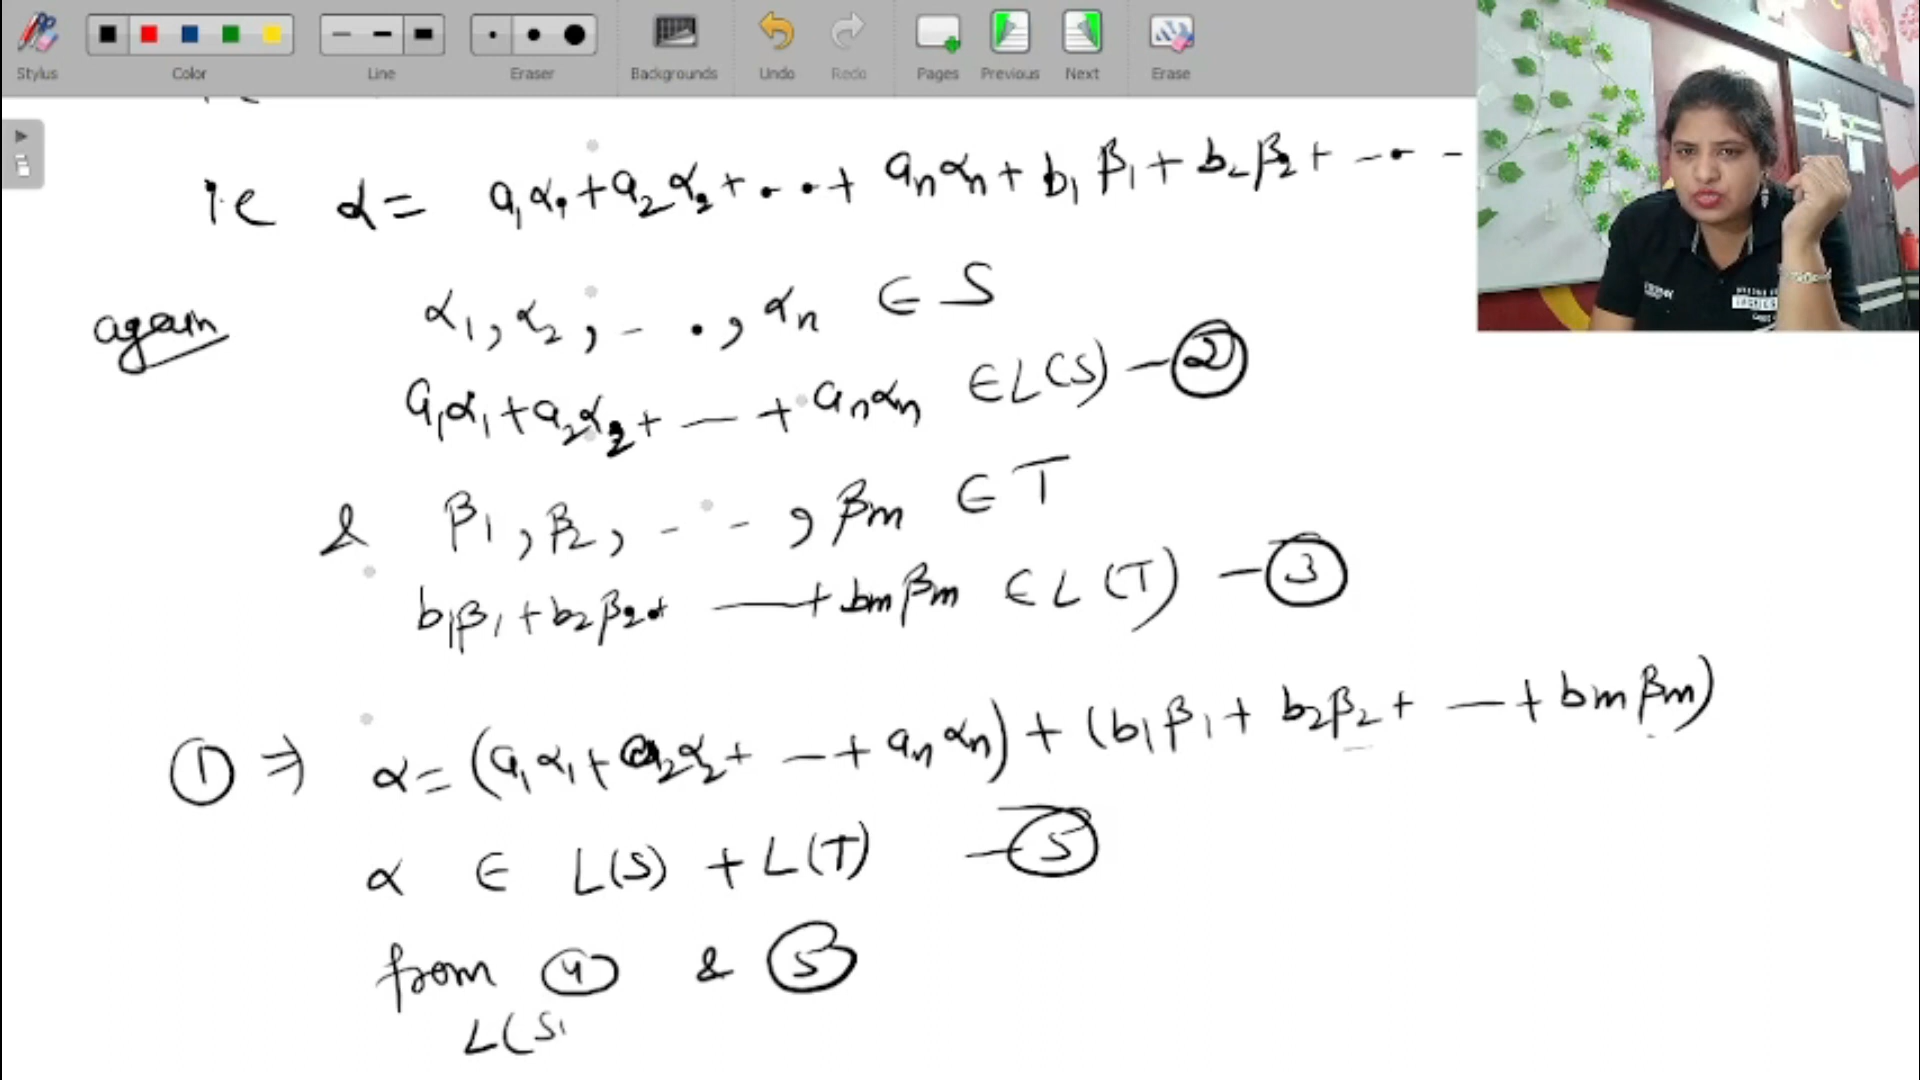 Stylus
Color
Line
Eraser
Backgrounds
Undo
Redo
Pages
Previous
Next
Erase
ie α = a₁α₁ + a₂α₂ + ... + aₙαₙ + b₁β₁ + b₂β₂ + - - - -
again α₁, α₂, - . , αₙ ∈ S
a₁α₁ + a₂α₂ + — + aₙαₙ ∈ L(S) — ②
& β₁, β₂, - - - , βm ∈ T
b₁β₁ + b₂β₂ + — + bmβm ∈ L(T) — ③
① ⇒ α = (a₁α₁ + a₂α₂ + — + aₙαₙ) + (b₁β₁ + b₂β₂ + — + bmβm)
α ∈ L(S) + L(T) — ⑤
from ④ & ⑤
L(S